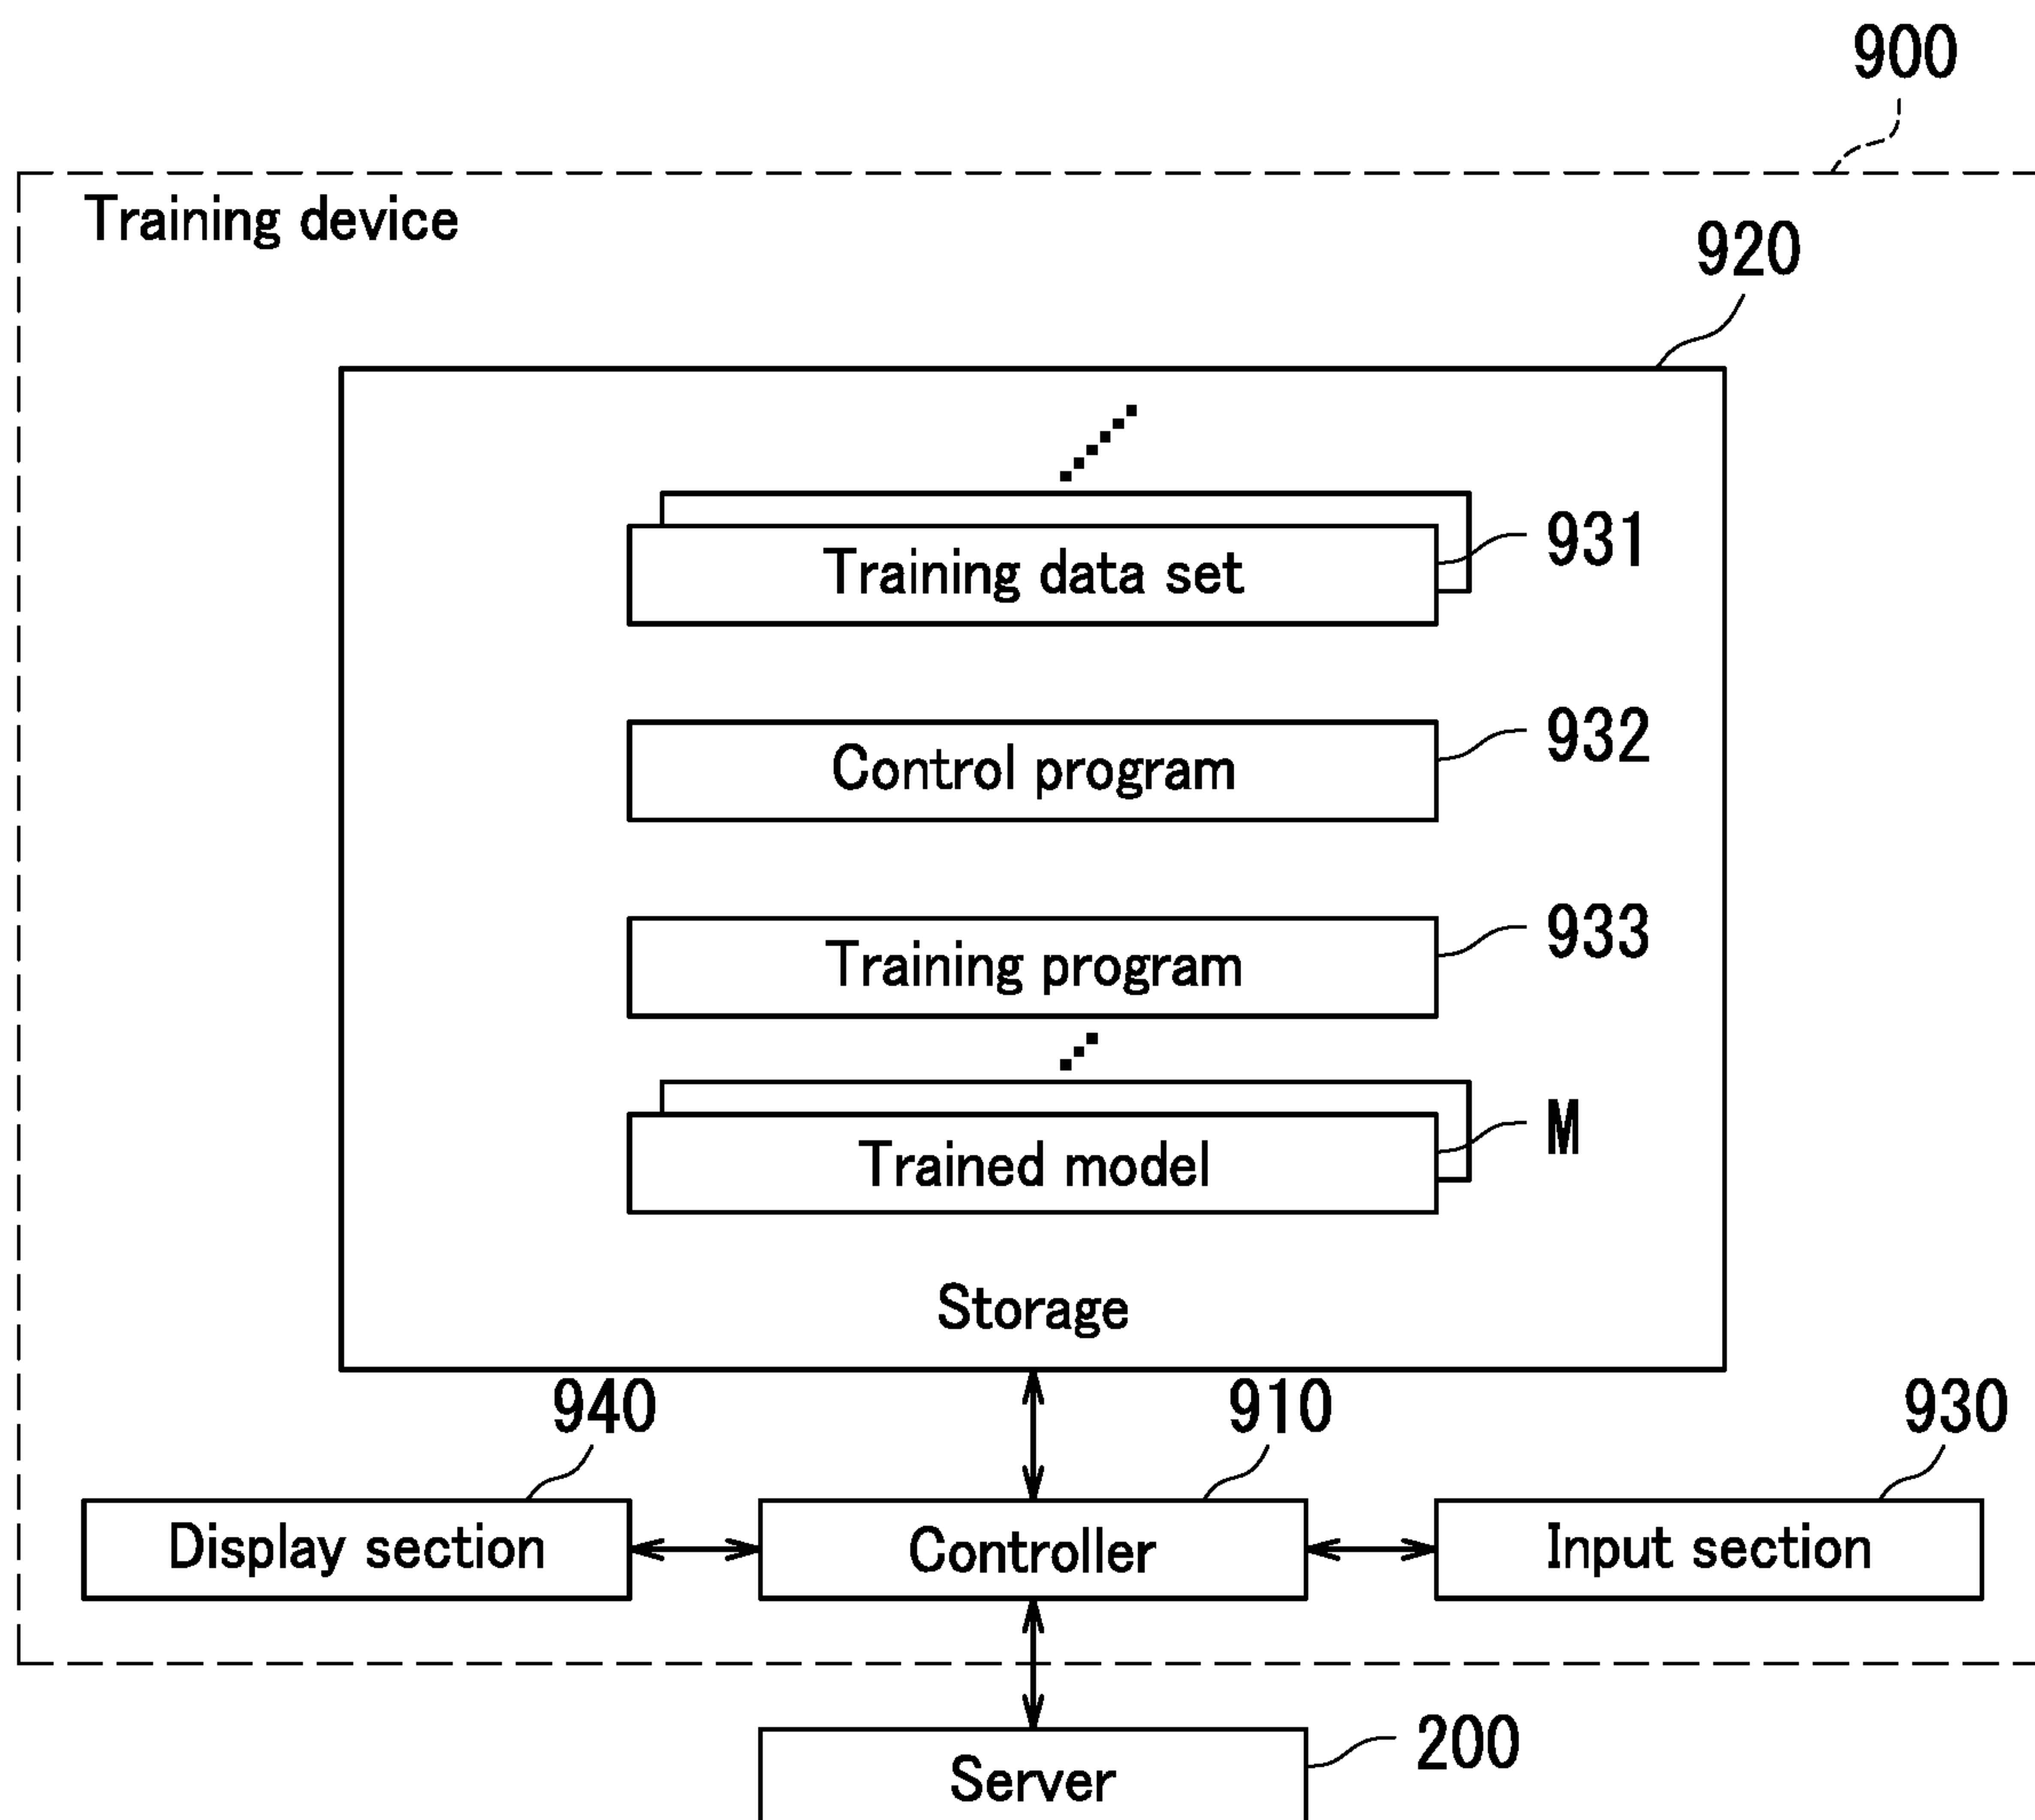 900
Training device
920
Training data set
931
Control program
932
Training program
933
Trained model
M
Storage
940
910
930
Display section
Controller
Input section
Server
200